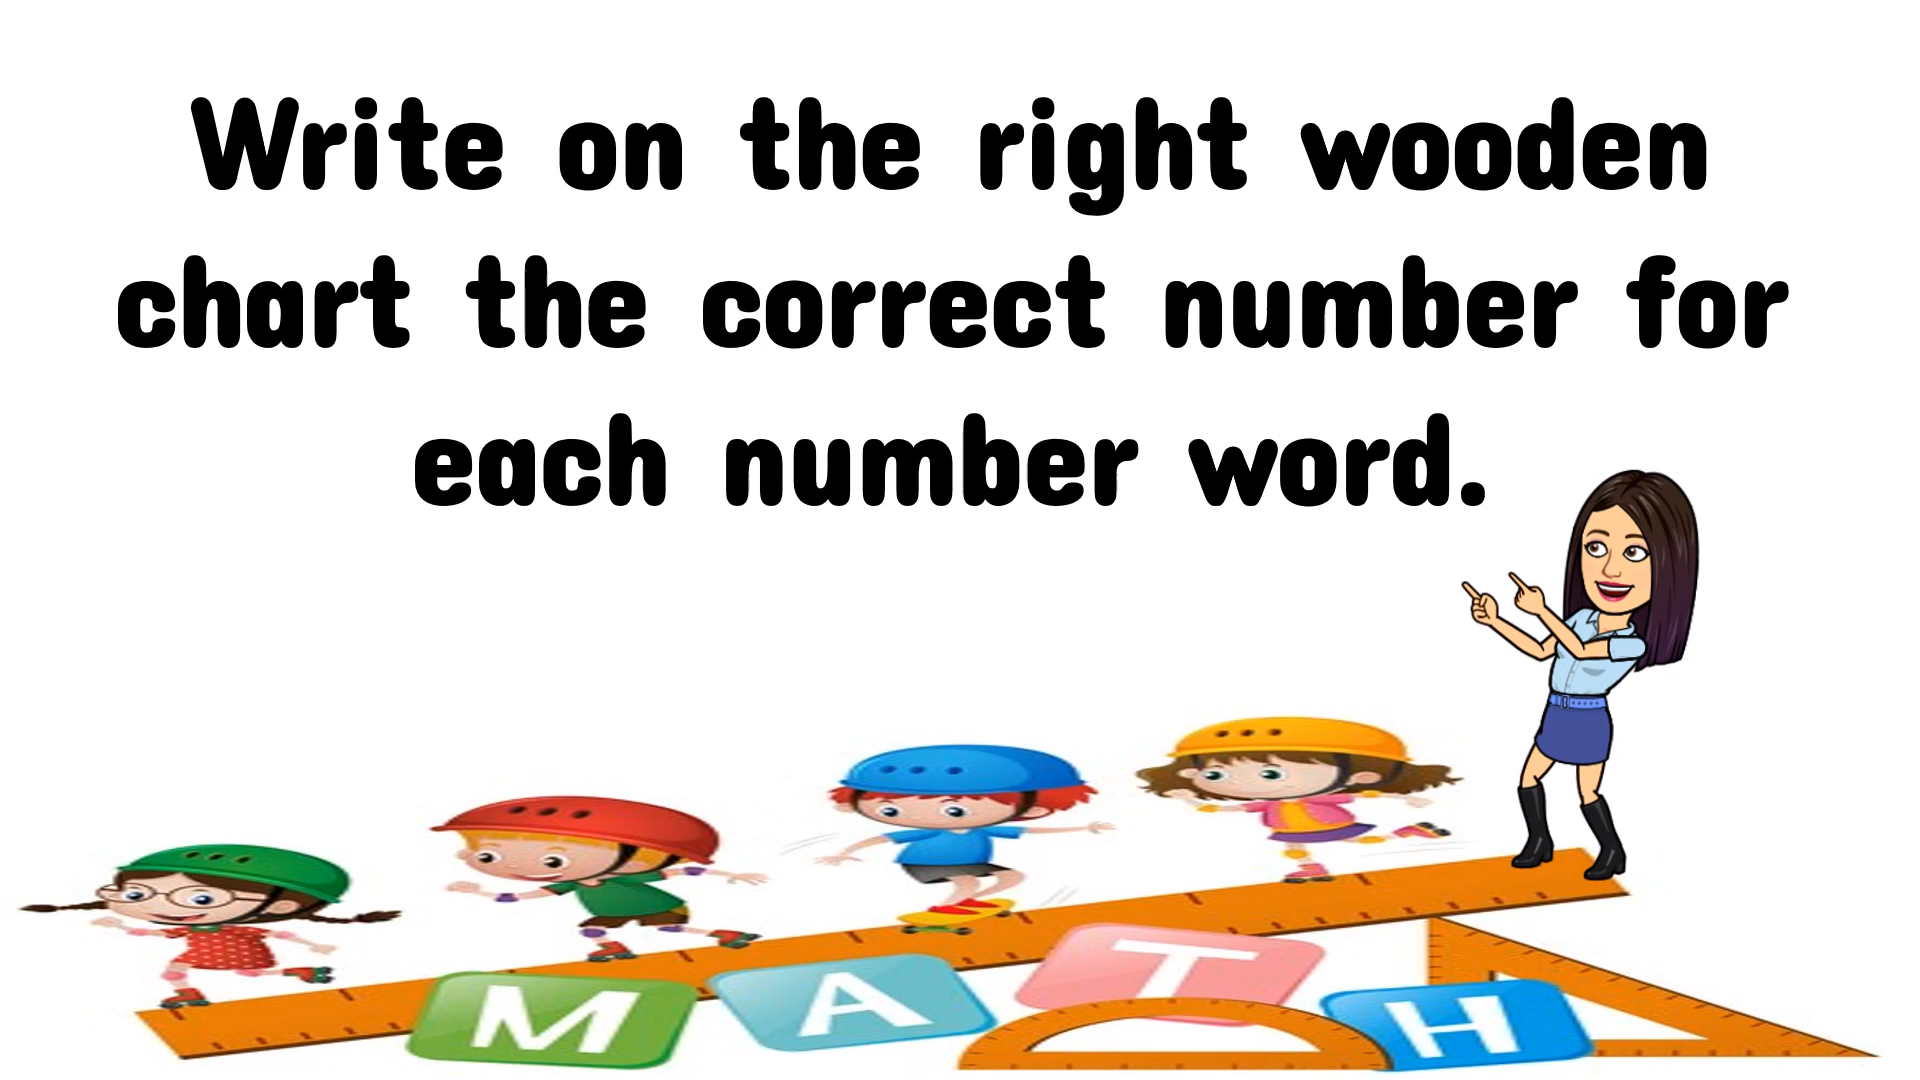 Write on the right wooden
chart the correct number for
each number word.
M A T H